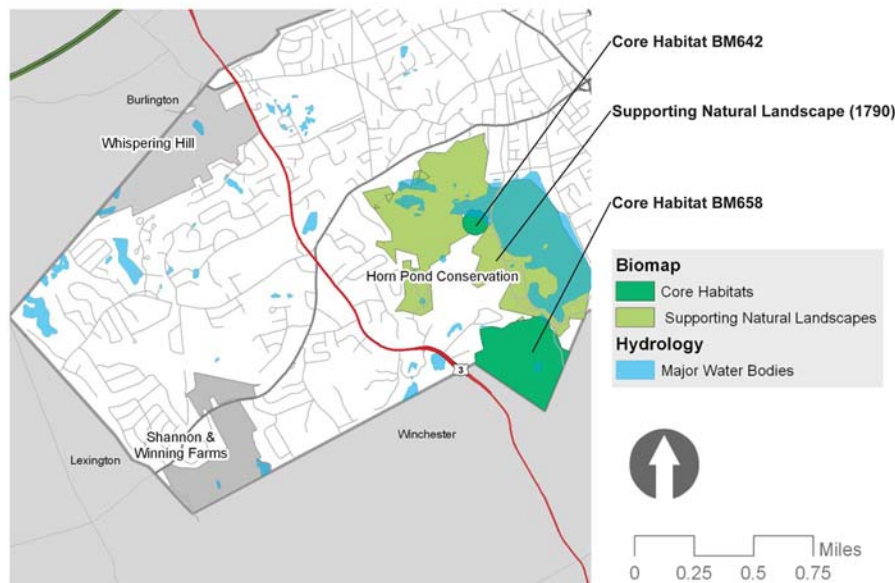 Core Habitat BM642
Supporting Natural Landscape (1790)
Core Habitat BM658
Burlington
Whispering Hill
Horn Pond Conservation
3
Shannon &
Winning Farms
Lexington
Winchester
Biomap
Core Habitats
Supporting Natural Landscapes
Hydrology
Major Water Bodies
Miles
0 0.25 0.5 0.75